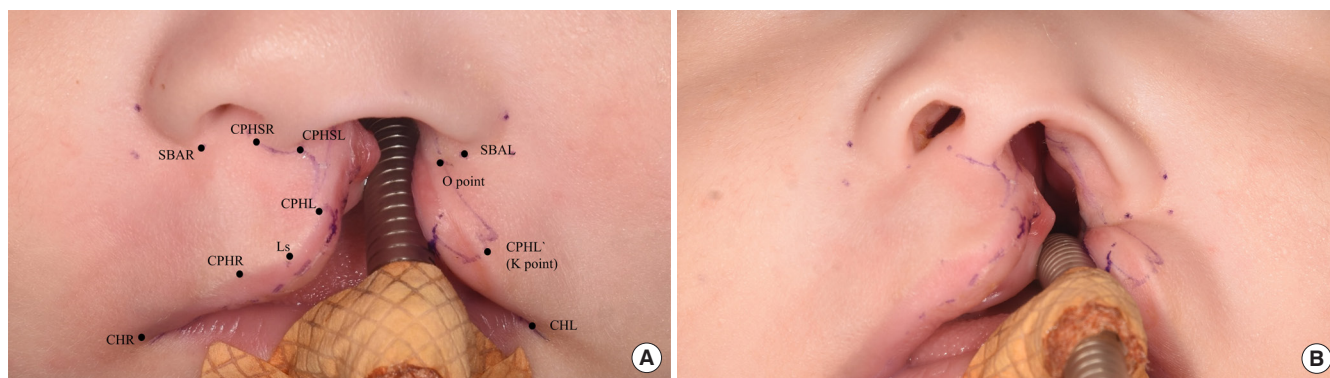 CPHSR
CPHSL
SBAR
SBAL
O point
CPHL
Ls
CPHL`
(K point)
CPHR
CHR
CHL
A
B